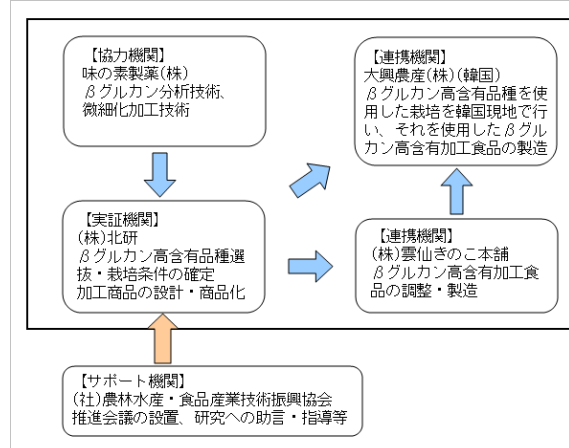 【協力機関】
味の素製薬(株)
βグルカン分析技術、
微細化加工技術
【連携機関】
大興農産(株)(韓国)
βグルカン高含有品種を使
用した栽培を韓国現地で行
い、それを使用したβグル
カン高含有加工食品の製造
【実証機関】
(株)北研
βグルカン高含有品種選
抜・栽培条件の確定
加工商品の設計・商品化
【連携機関】
(株)雲仙きのこ本舗
βグルカン高含有加工食
品の調整・製造
【サポート機関】
(社)農林水産・食品産業技術振興協会
推進会議の設置、研究への助言・指導等